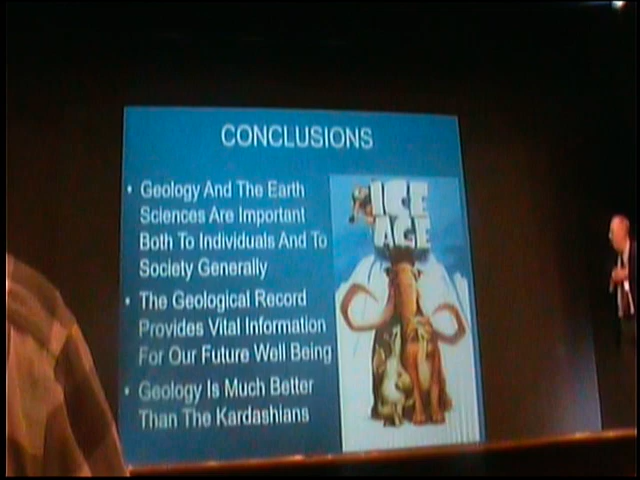 CONCLUSIONS
• Geology And The Earth
Sciences Are Important
Both To Individuals And To
Society Generally
• The Geological Record
Provides Vital Information
For Our Future Well Being
• Geology Is Much Better
Than The Kardashians
ICE
AGE